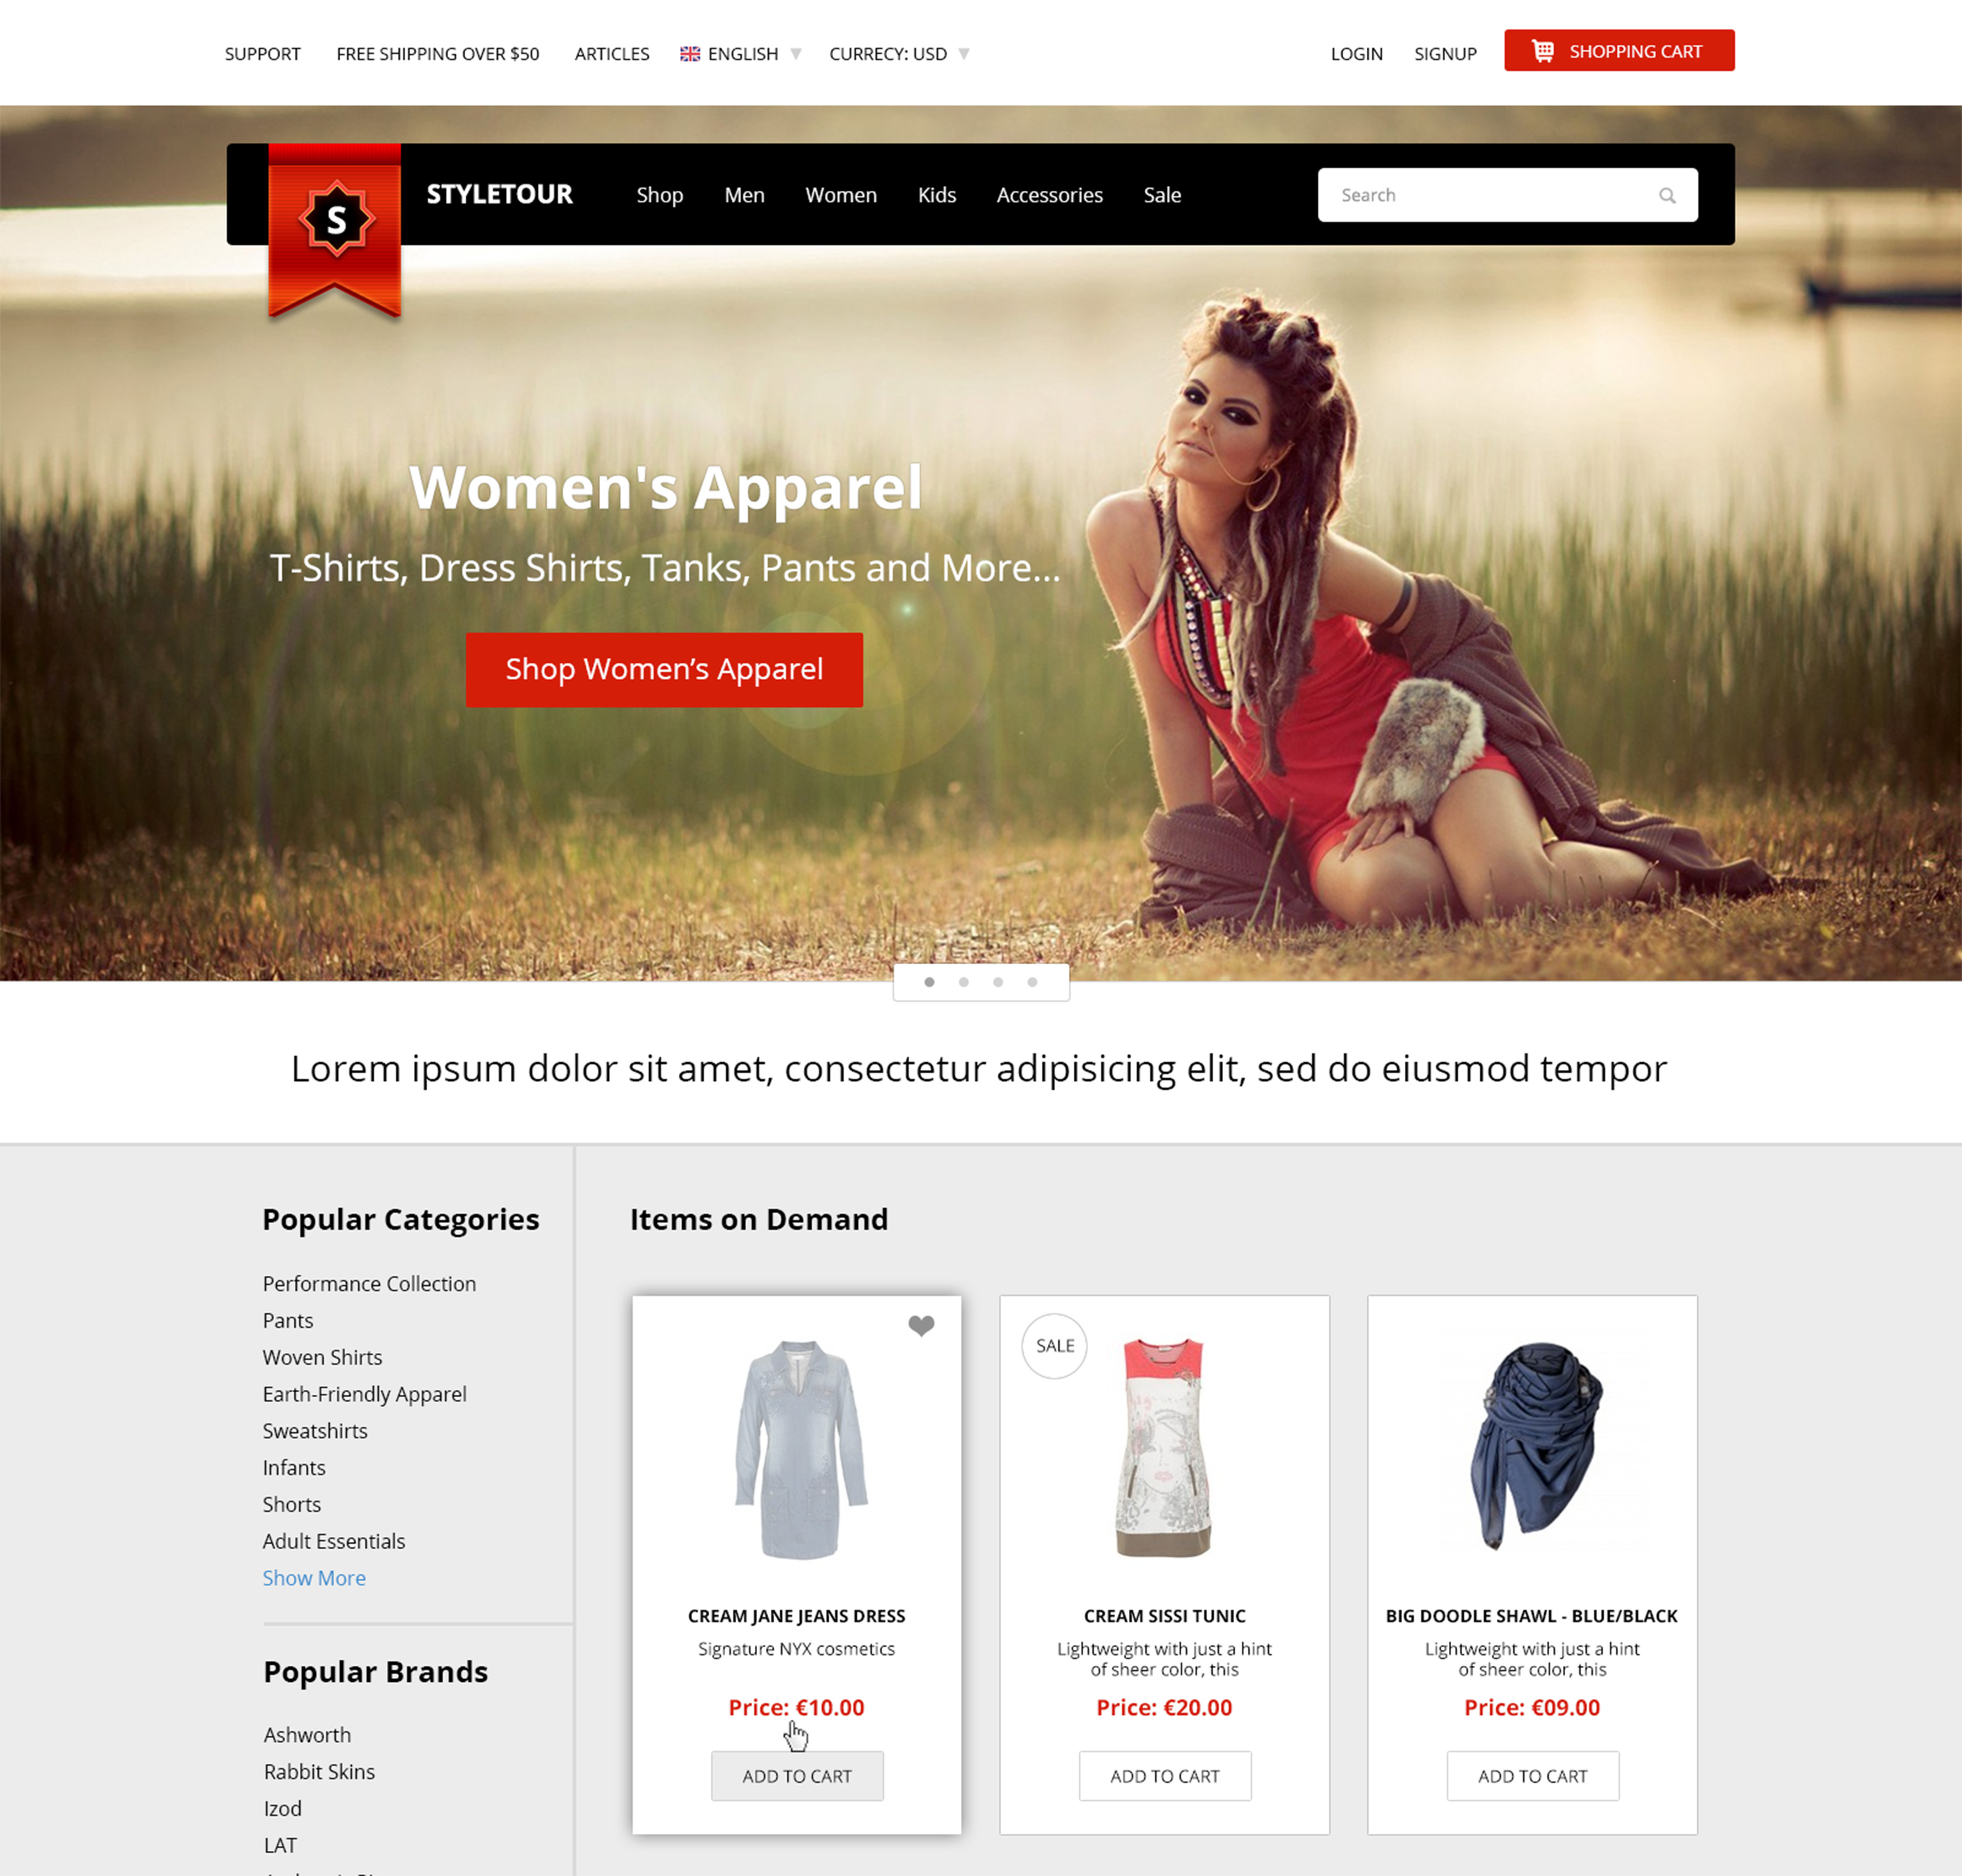 SUPPORT FREE SHIPPING OVER $50 ARTICLES ENGLISH CURRECY: USD LOGIN SIGNUP SHOPPING CART
S STYLETOUR Shop Men Women Kids Accessories Sale Search
Women's Apparel
T-Shirts, Dress Shirts, Tanks, Pants and More...
Shop Women’s Apparel
Lorem ipsum dolor sit amet, consectetur adipisicing elit, sed do eiusmod tempor
Popular Categories
Performance Collection
Pants
Woven Shirts
Earth-Friendly Apparel
Sweatshirts
Infants
Shorts
Adult Essentials
Show More
Popular Brands
Ashworth
Rabbit Skins
Izod
LAT
Items on Demand
CREAM JANE JEANS DRESS
Signature NYX cosmetics
Price: €10.00
ADD TO CART
SALE
CREAM SISSI TUNIC
Lightweight with just a hint
of sheer color, this
Price: €20.00
ADD TO CART
BIG DOODLE SHAWL - BLUE/BLACK
Lightweight with just a hint
of sheer color, this
Price: €09.00
ADD TO CART